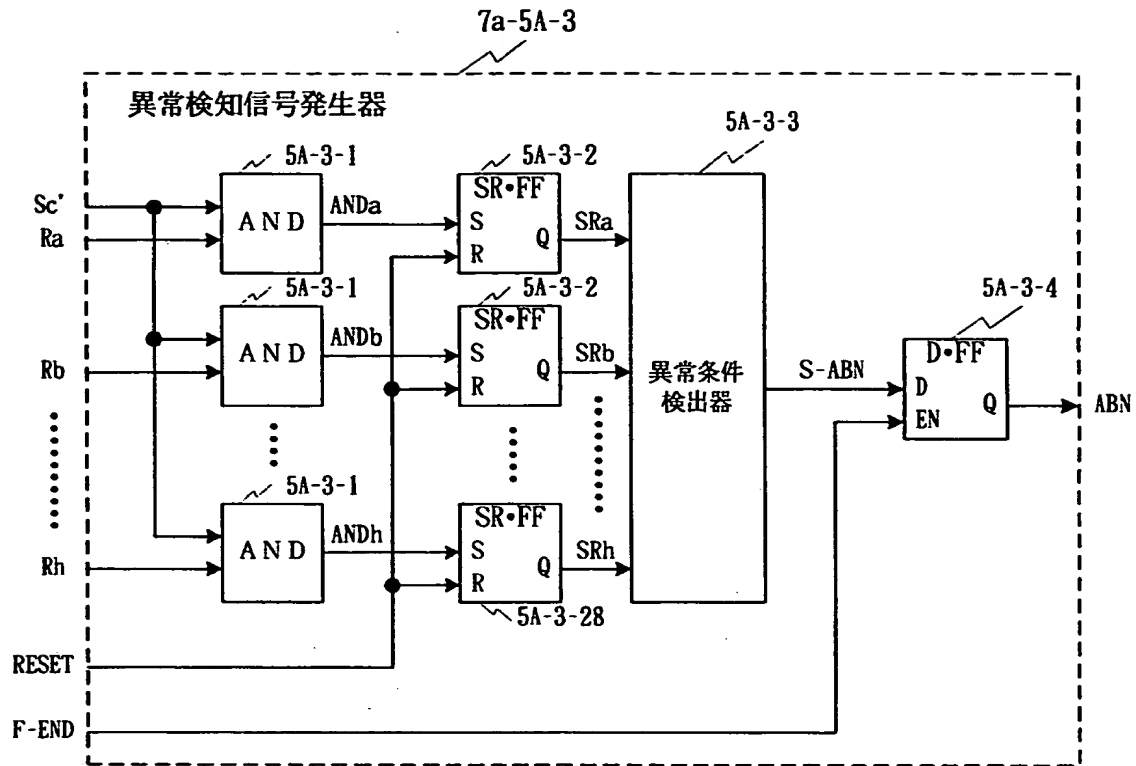 7a-5A-3
異常検知信号発生器
5A-3-1
5A-3-2
5A-3-3
Sc'
Ra
AND
ANDa
SR•FF
S
R
Q
SRa
5A-3-1
5A-3-2
5A-3-4
Rb
AND
ANDb
SR•FF
S
R
Q
SRb
異常条件
検出器
S-ABN
D•FF
D
EN
Q
ABN
5A-3-1
Rh
AND
ANDh
SR•FF
S
R
Q
SRh
5A-3-28
RESET
F-END